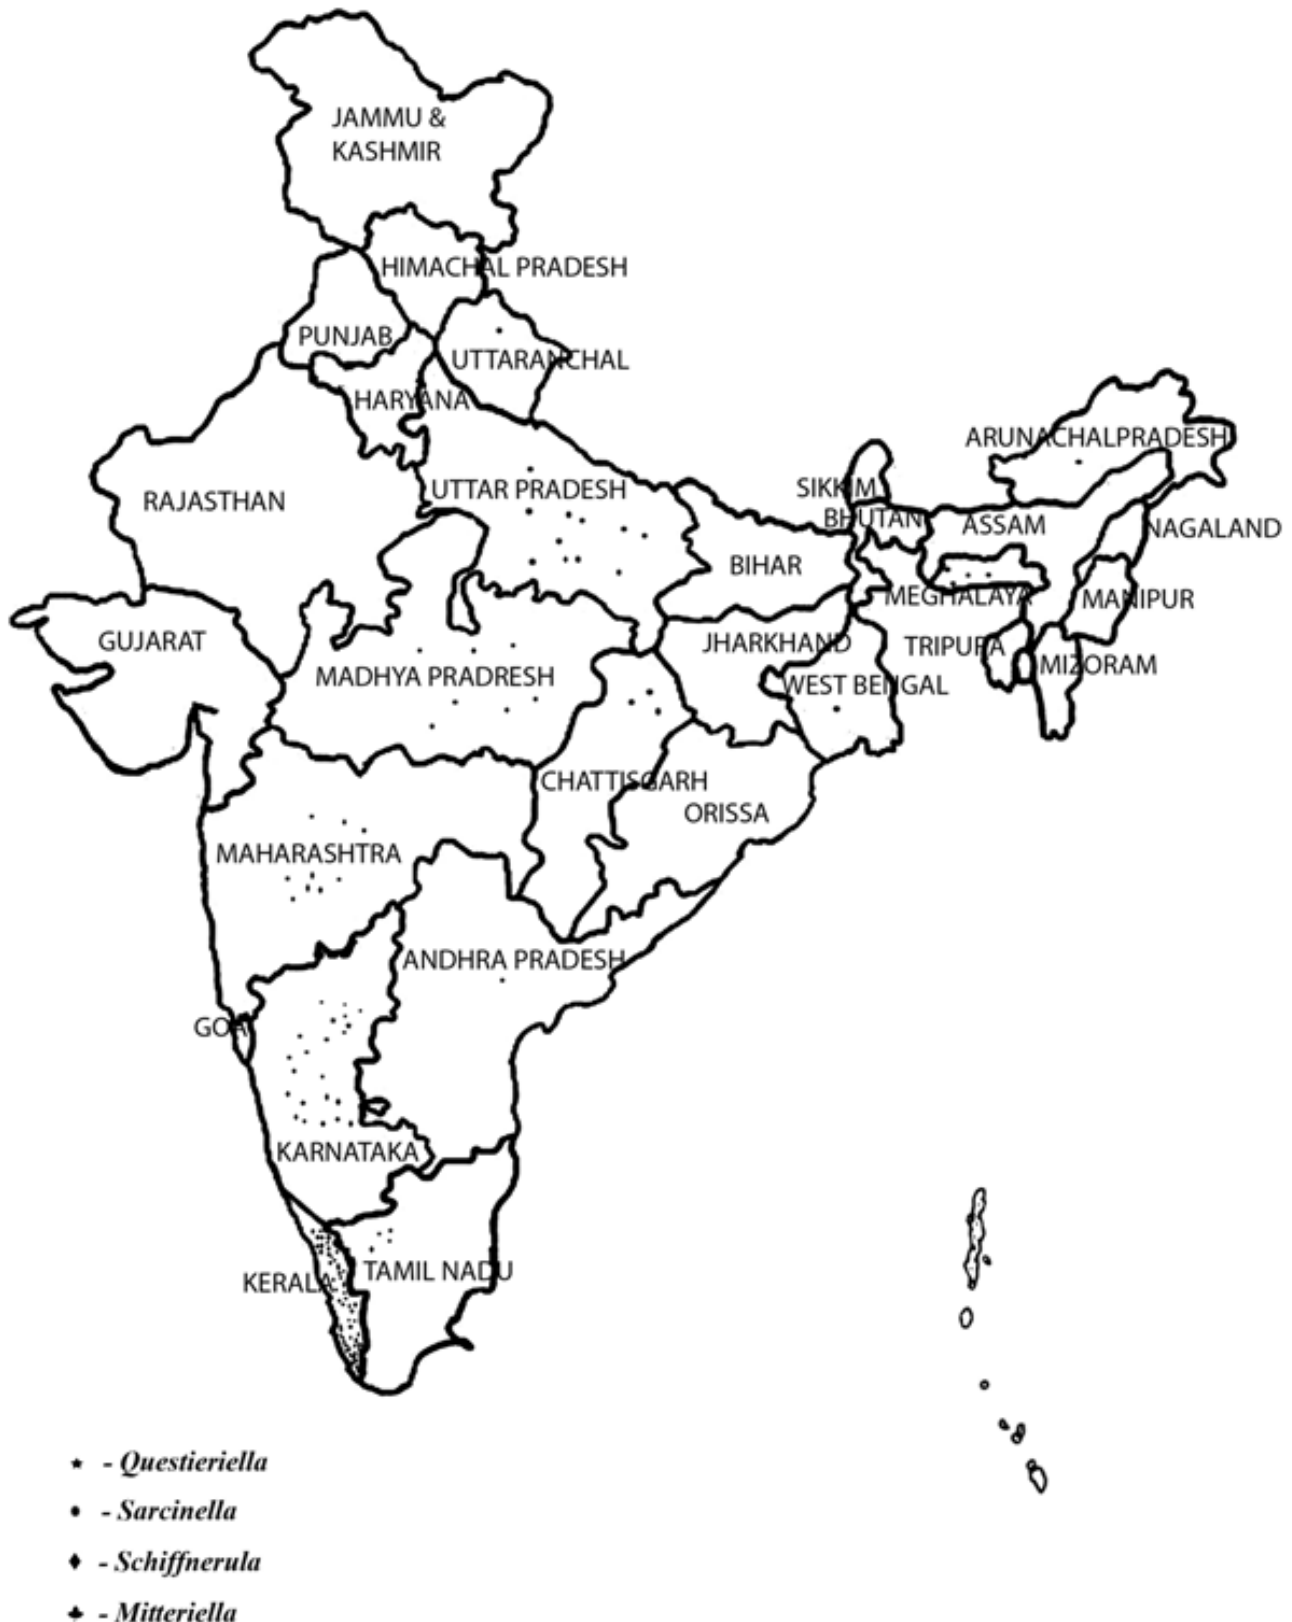 JAMMU &
KASHMIR
HIMACHAL PRADESH
PUNJAB
UTTARANCHAL
HARYANA
ARUNACHALPRADESH
RAJASTHAN
UTTAR PRADESH
SIKKIM
BHUTAN
ASSAM
NAGALAND
BIHAR
MEGHALAYA
MANIPUR
GUJARAT
JHARKHAND
TRIPURA
MADHYA PRADRESH
MIZORAM
WEST BENGAL
CHATTISGARH
ORISSA
MAHARASHTRA
ANDHRA PRADESH
GOA
KARNATAKA
KERALA
TAMIL NADU
- Questieriella
- Sarcinella
- Schiffnerula
- Mitteriella